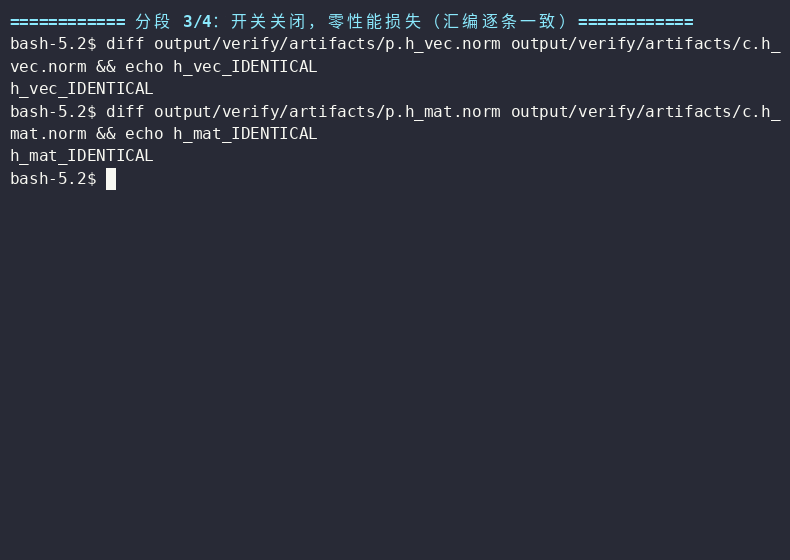 ============ 分段 3/4: 开关关闭，零性能损失（汇编逐条一致）============
bash-5.2$ diff output/verify/artifacts/p.h_vec.norm output/verify/artifacts/c.h_
vec.norm && echo h_vec_IDENTICAL
h_vec_IDENTICAL
bash-5.2$ diff output/verify/artifacts/p.h_mat.norm output/verify/artifacts/c.h_
mat.norm && echo h_mat_IDENTICAL
h_mat_IDENTICAL
bash-5.2$